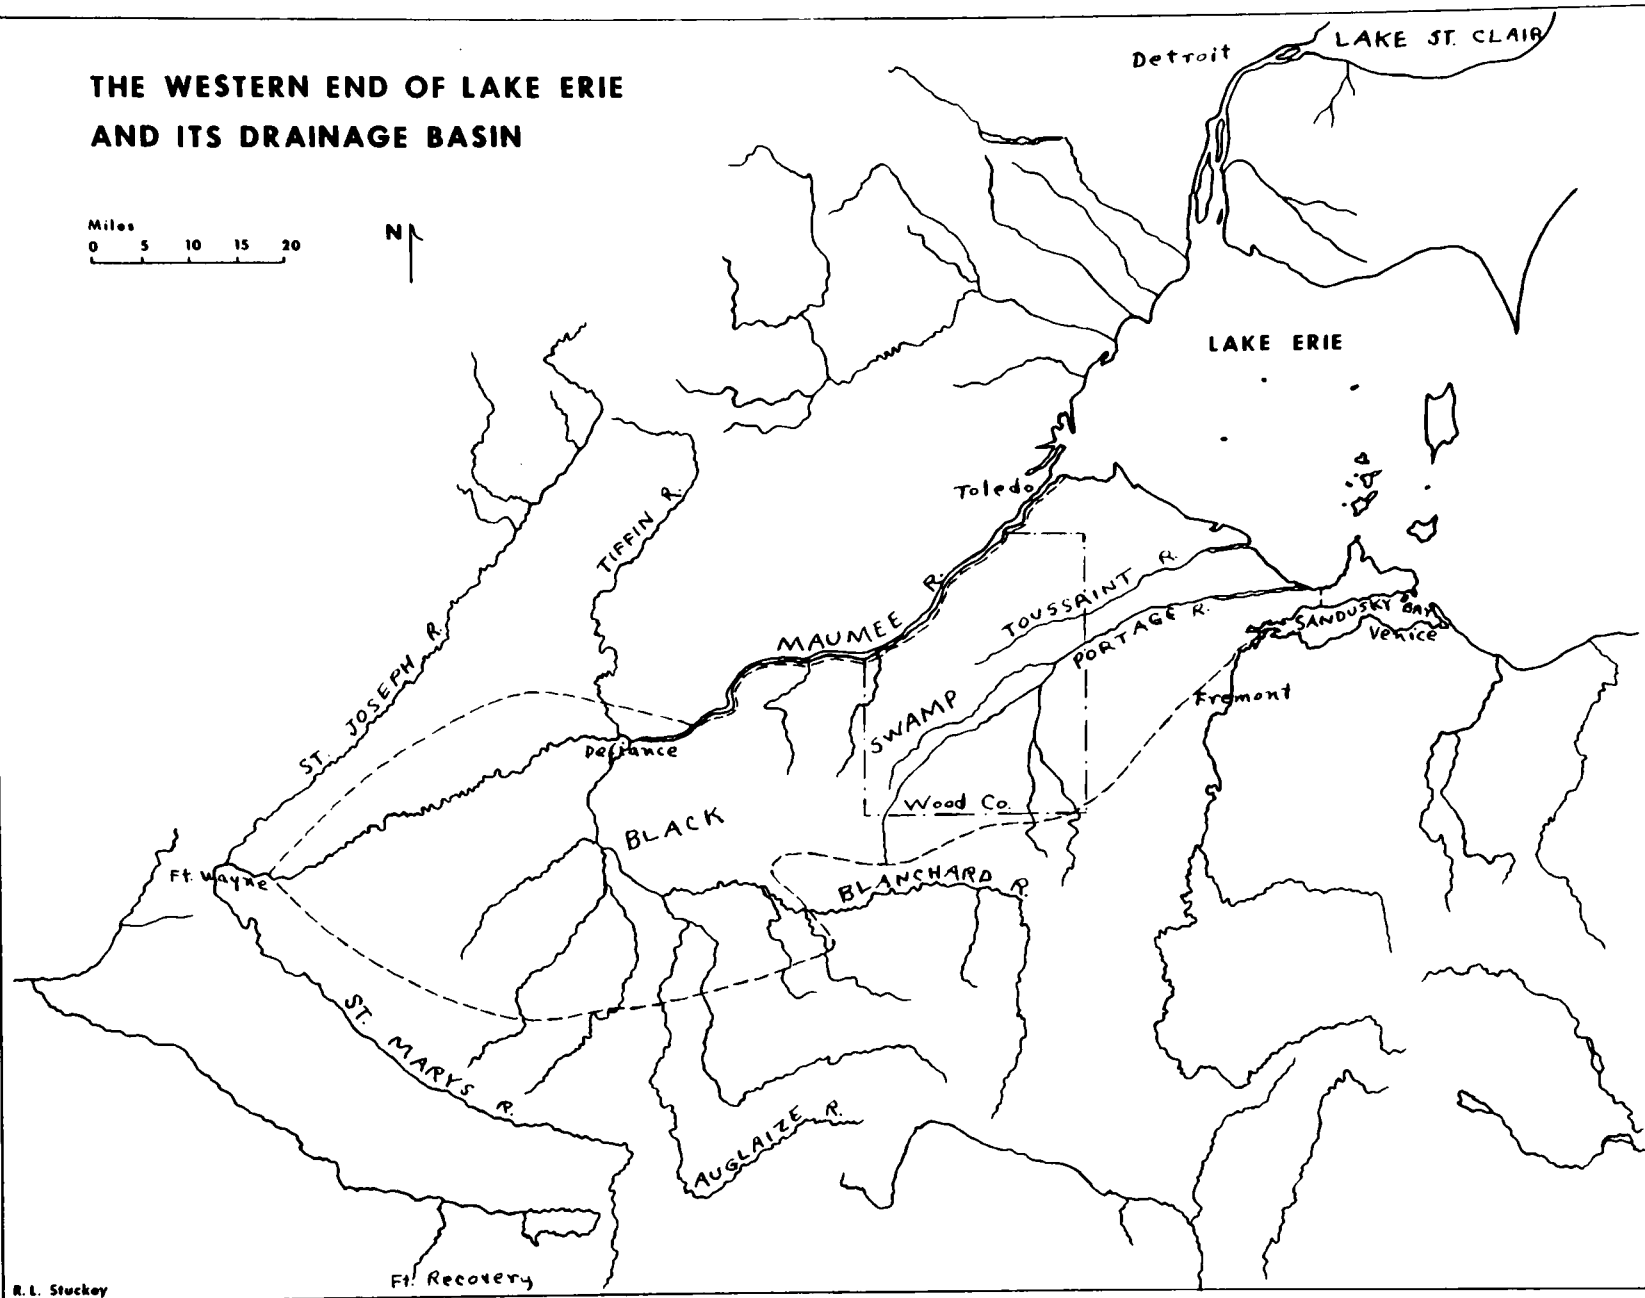 THE WESTERN END OF LAKE ERIE
AND ITS DRAINAGE BASIN
Miles
0 5 10 15 20
N
Detroit
LAKE ST. CLAIR
LAKE ERIE
Toledo
TIFFIN R.
MAUMEE R.
TOUSSAINT R.
PORTAGE R.
SANDUSKY BAY
Venice
Fremont
ST. JOSEPH R.
SWAMP
Defiance
Wood Co.
BLACK
BLANCHARD R.
Ft. Wayne
ST. MARYS R.
AUGLAIZE R.
Ft. Recovery
R. L. Stuckey